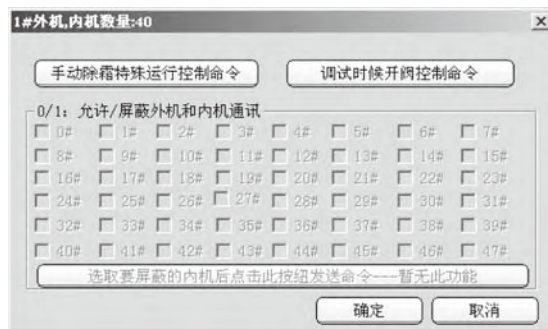 1#外机,内机数量:40
手动除霜特殊运行控制命令 调试时候开阀控制命令
0/1: 允许/屏蔽外机和内机通讯
0# 1# 2# 3# 4# 5# 6# 7#
8# 9# 10# 11# 12# 13# 14# 15#
16# 17# 18# 19# 20# 21# 22# 23#
24# 25# 26# 27# 28# 29# 30# 31#
32# 33# 34# 35# 36# 37# 38# 39#
40# 41# 42# 43# 44# 45# 46# 47#
选取要屏蔽的内机后点击此按纽发送命令---暂无此功能
确定 取消